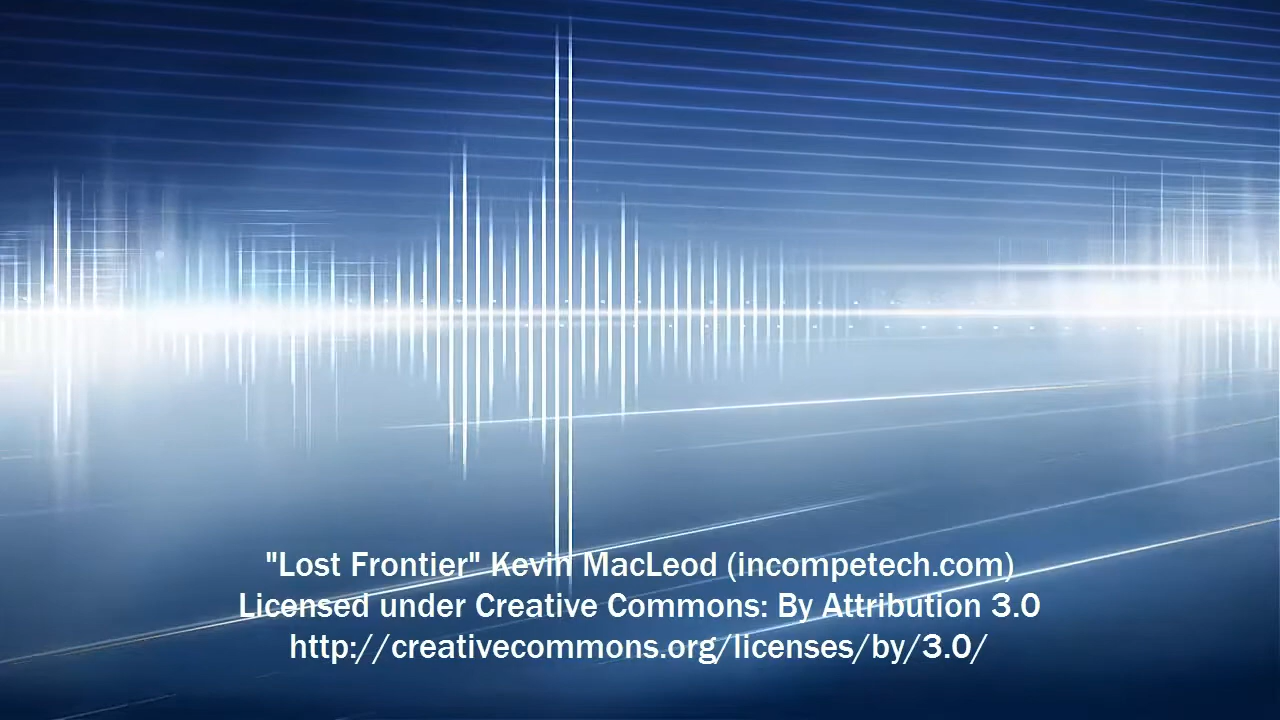 "Lost Frontier" Kevin MacLeod (incompetech.com)
Licensed under Creative Commons: By Attribution 3.0
http://creativecommons.org/licenses/by/3.0/